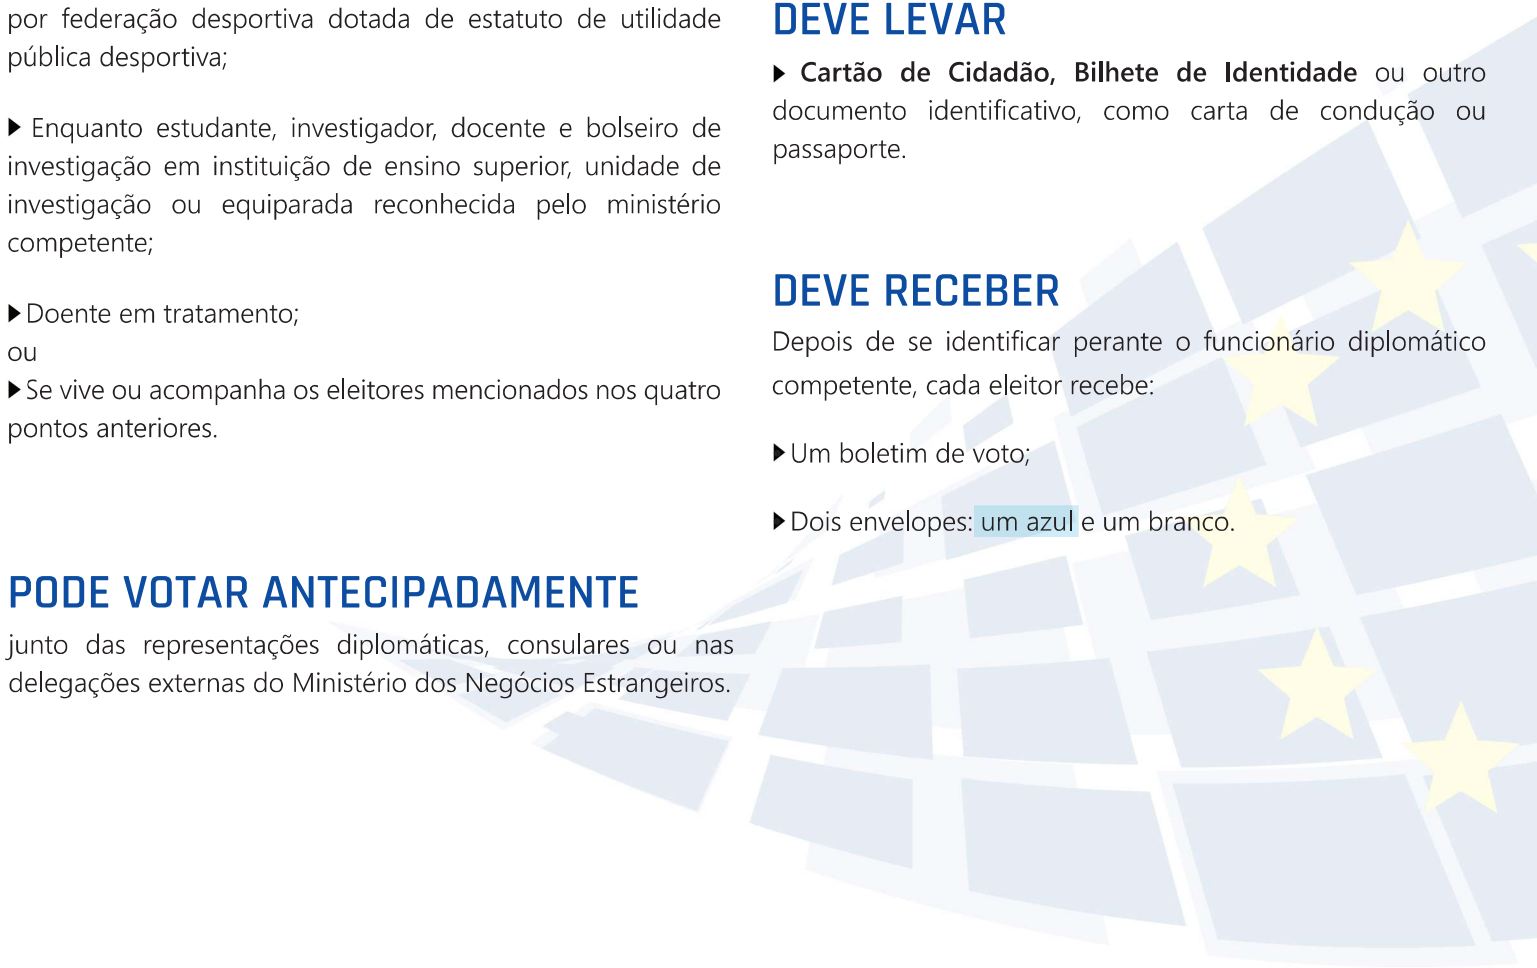 por federação desportiva dotada de estatuto de utilidade
pública desportiva;
▶ Enquanto estudante, investigador, docente e bolseiro de
investigação em instituição de ensino superior, unidade de
investigação ou equiparada reconhecida pelo ministério
competente;
▶ Doente em tratamento;
ou
▶ Se vive ou acompanha os eleitores mencionados nos quatro
pontos anteriores.
PODE VOTAR ANTECIPADAMENTE
junto das representações diplomáticas, consulares ou nas
delegações externas do Ministério dos Negócios Estrangeiros.
DEVE LEVAR
▶ Cartão de Cidadão, Bilhete de Identidade ou outro
documento identificativo, como carta de condução ou
passaporte.
DEVE RECEBER
Depois de se identificar perante o funcionário diplomático
competente, cada eleitor recebe:
▶ Um boletim de voto;
▶ Dois envelopes: um azul e um branco.